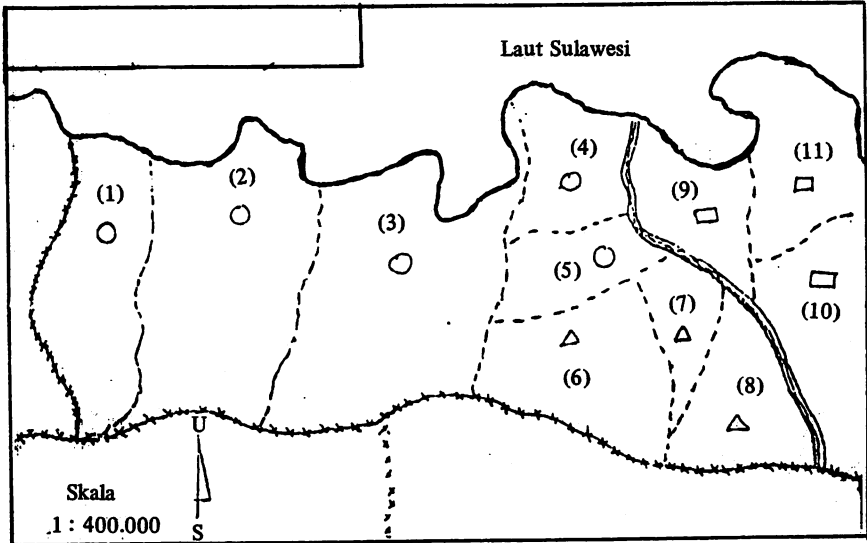 Laut Sulawesi
(1)
(2)
(3)
(4)
(5)
(6)
(7)
(8)
(9)
(10)
(11)
U
S
Skala
1 : 400.000